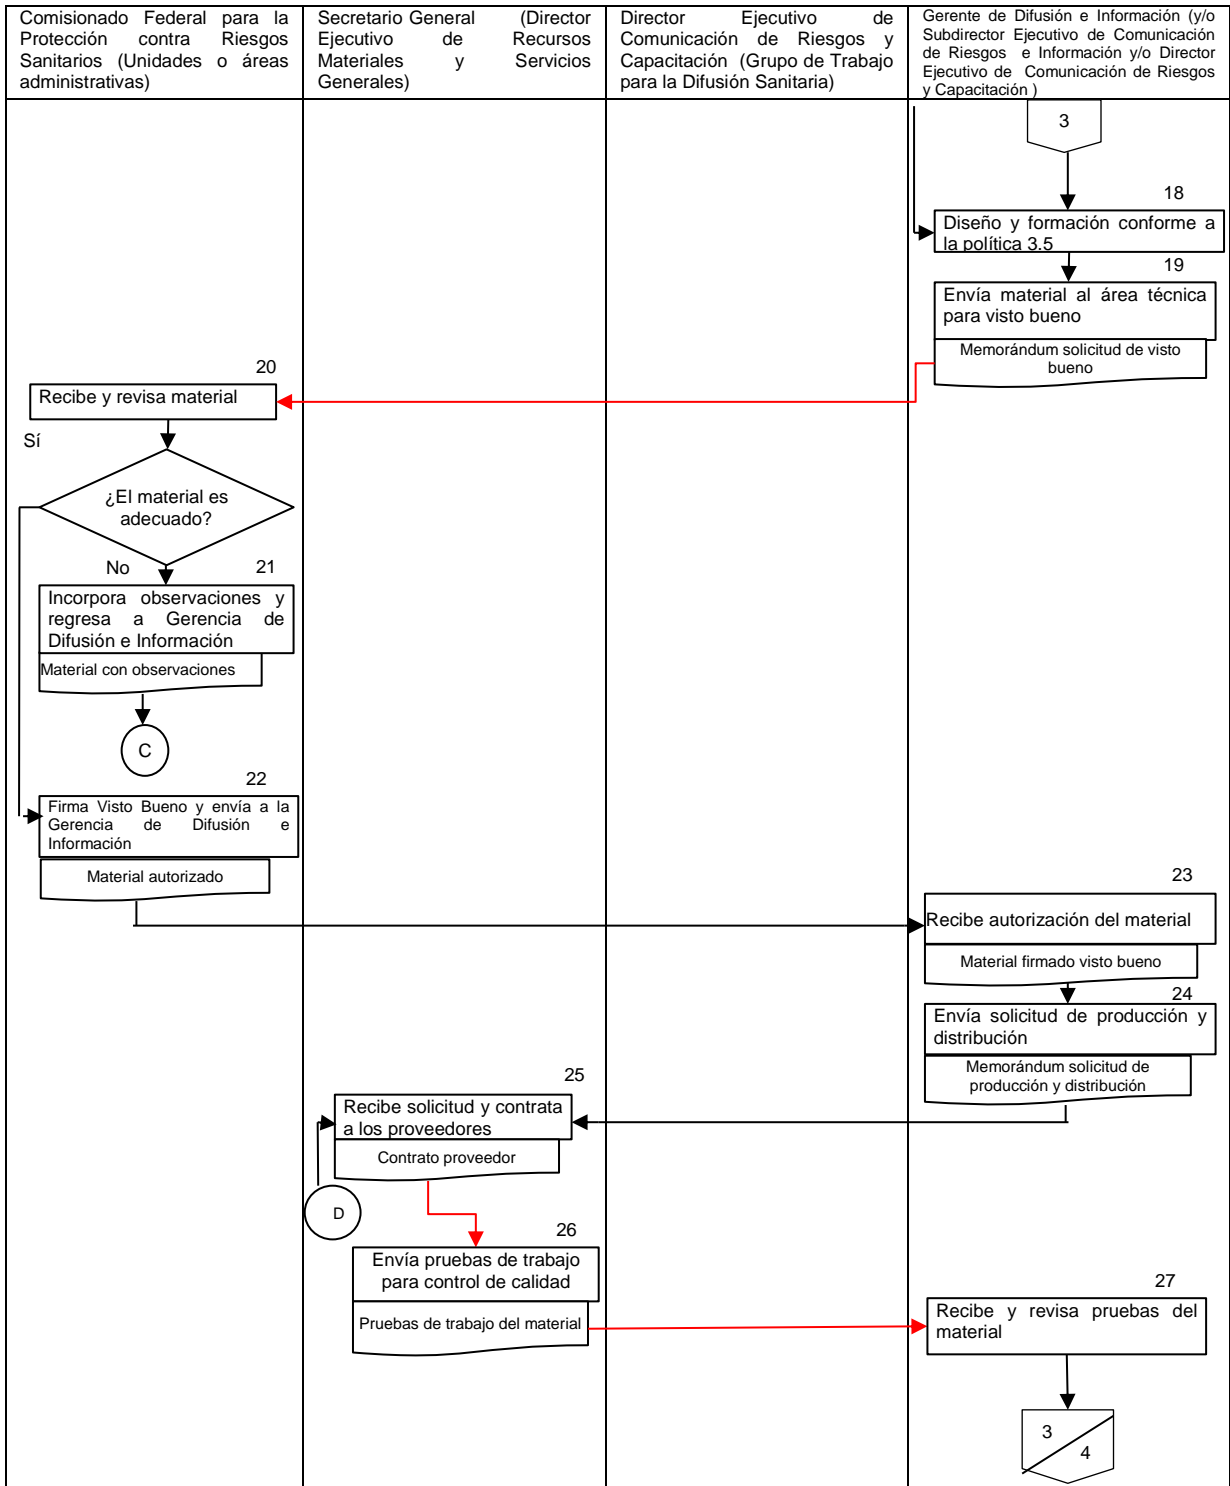 Comisionado Federal para la
Protección contra Riesgos
Sanitarios (Unidades o áreas
administrativas)
Secretario General (Director
Ejecutivo de Recursos
Materiales y Servicios
Generales)
Director Ejecutivo de
Comunicación de Riesgos y
Capacitación (Grupo de Trabajo
para la Difusión Sanitaria)
Gerente de Difusión e Información (y/o
Subdirector Ejecutivo de Comunicación
de Riesgos e Información y/o Director
Ejecutivo de Comunicación de Riesgos
y Capacitación )
3
18
Diseño y formación conforme a
la política 3.5
19
Envía material al área técnica
para visto bueno
Memorándum solicitud de visto
bueno
20
Recibe y revisa material
Sí
¿El material es
adecuado?
No
21
Incorpora observaciones y
regresa a Gerencia de
Difusión e Información
Material con observaciones
C
22
Firma Visto Bueno y envía a la
Gerencia de Difusión e
Información
Material autorizado
23
Recibe autorización del material
Material firmado visto bueno
24
Envía solicitud de producción y
distribución
Memorándum solicitud de
producción y distribución
25
Recibe solicitud y contrata
a los proveedores
Contrato proveedor
D
26
Envía pruebas de trabajo
para control de calidad
Pruebas de trabajo del material
27
Recibe y revisa pruebas del
material
3
4